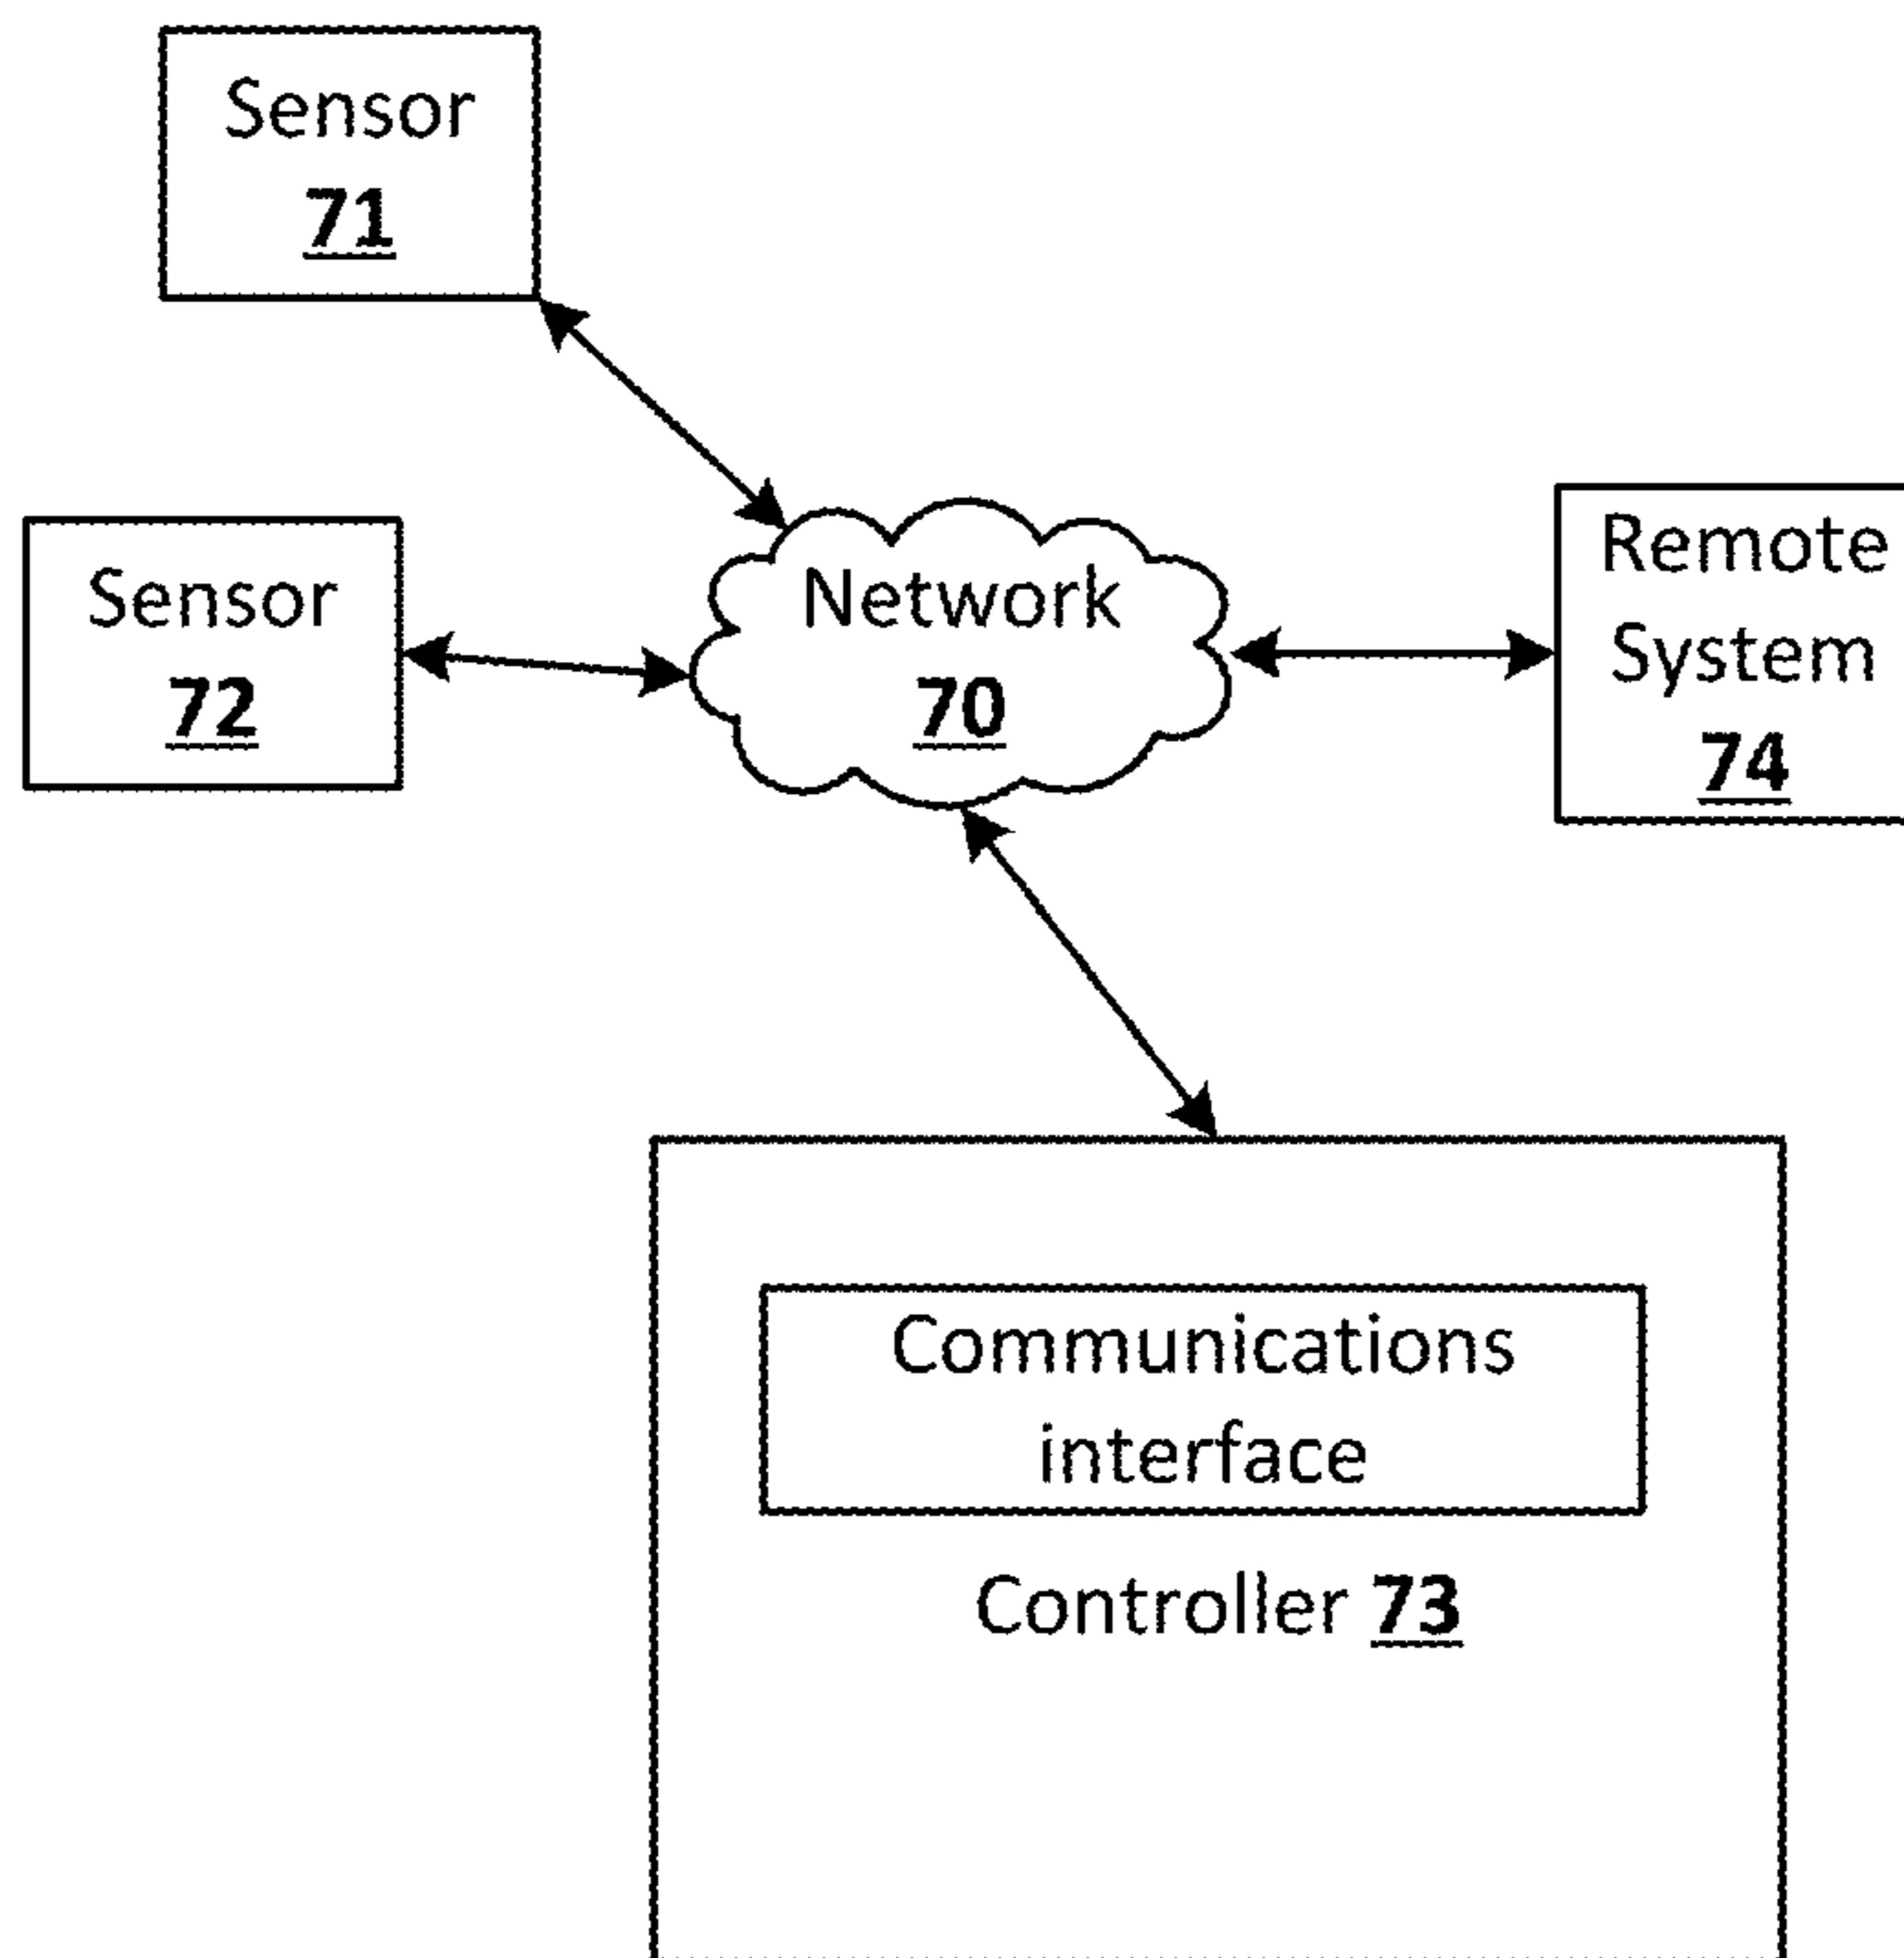 Sensor
71
Sensor
72
Network
70
Remote
System
74
Communications
interface
Controller 73